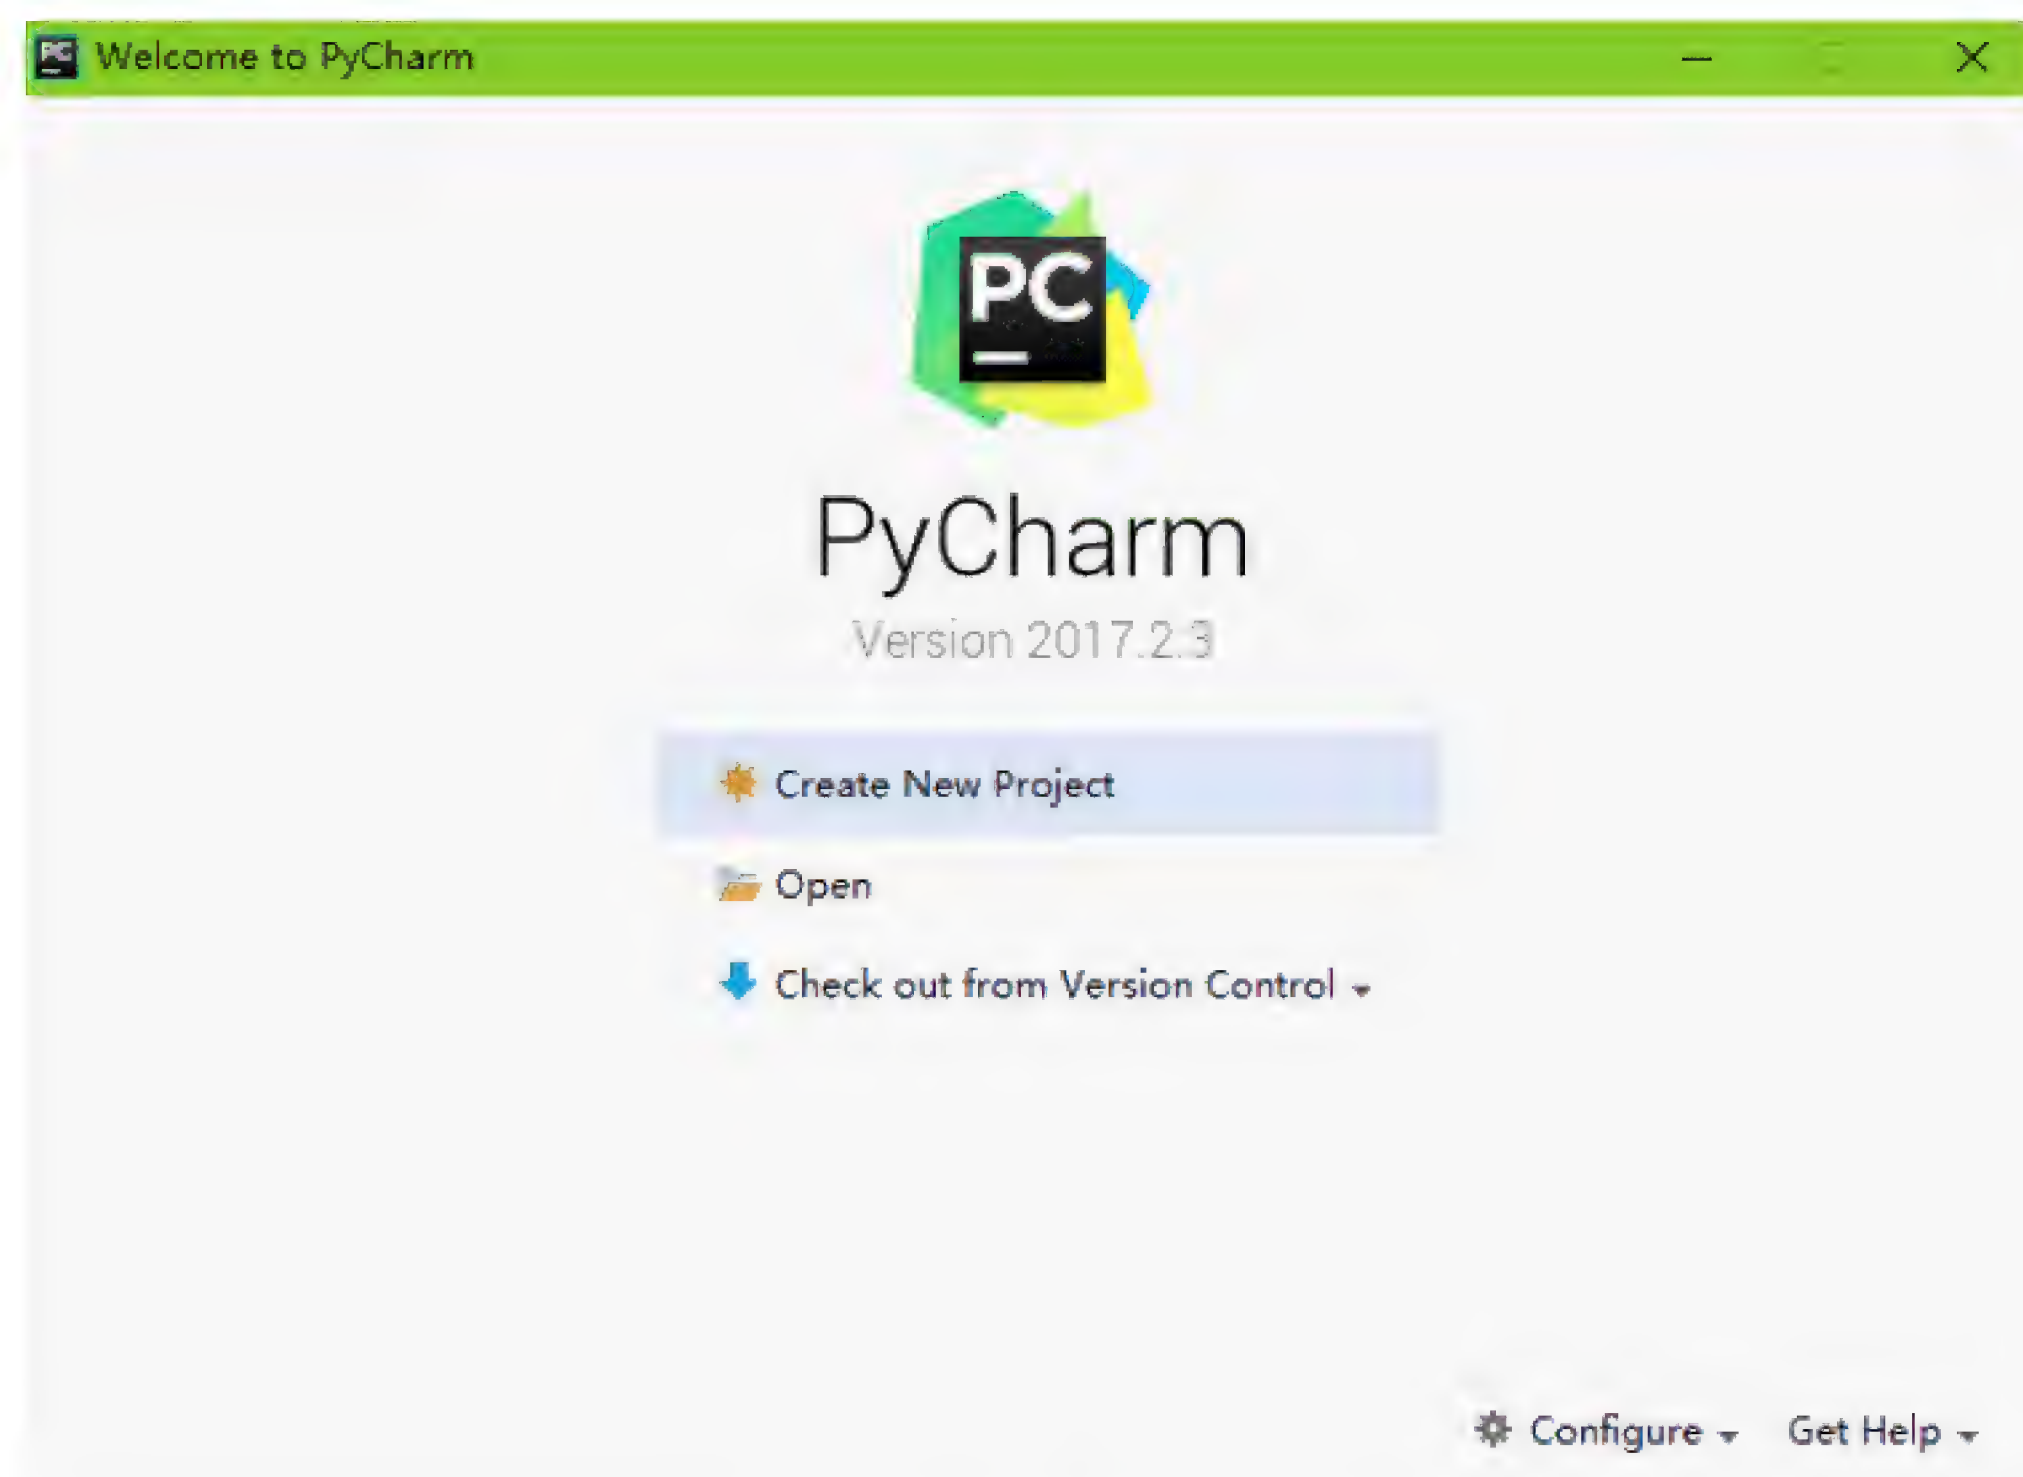 Welcome to PyCharm
PC
PyCharm
Version 2017.2.3
Create New Project
Open
Check out from Version Control
Configure
Get Help